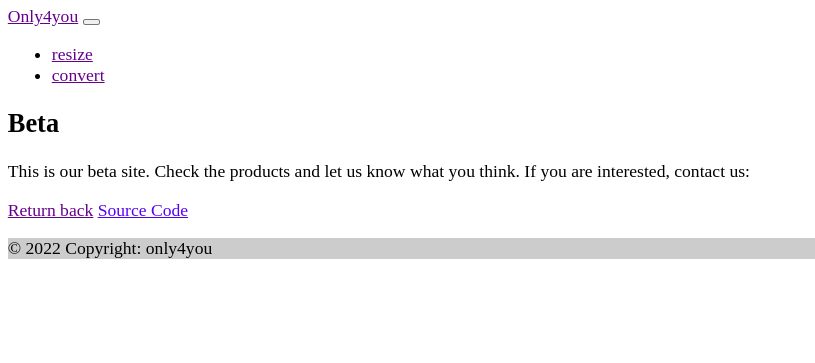 Only4you
resize
convert
Beta
This is our beta site. Check the products and let us know what you think. If you are interested, contact us:
Return back Source Code
© 2022 Copyright: only4you